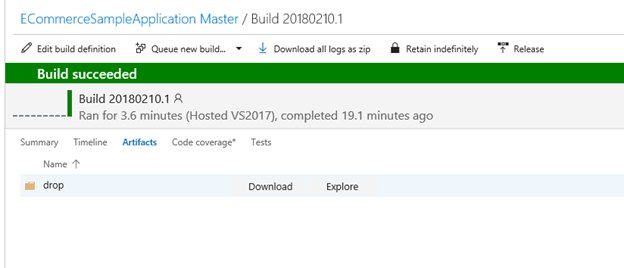 ECommerceSampleApplication Master / Build 20180210.1
Edit build definition Queue new build... Download all logs as zip Retain indefinitely Release
Build succeeded
Build 20180210.1
Ran for 3.6 minutes (Hosted VS2017), completed 19.1 minutes ago
Summary Timeline Artifacts Code coverage* Tests
Name
drop Download Explore